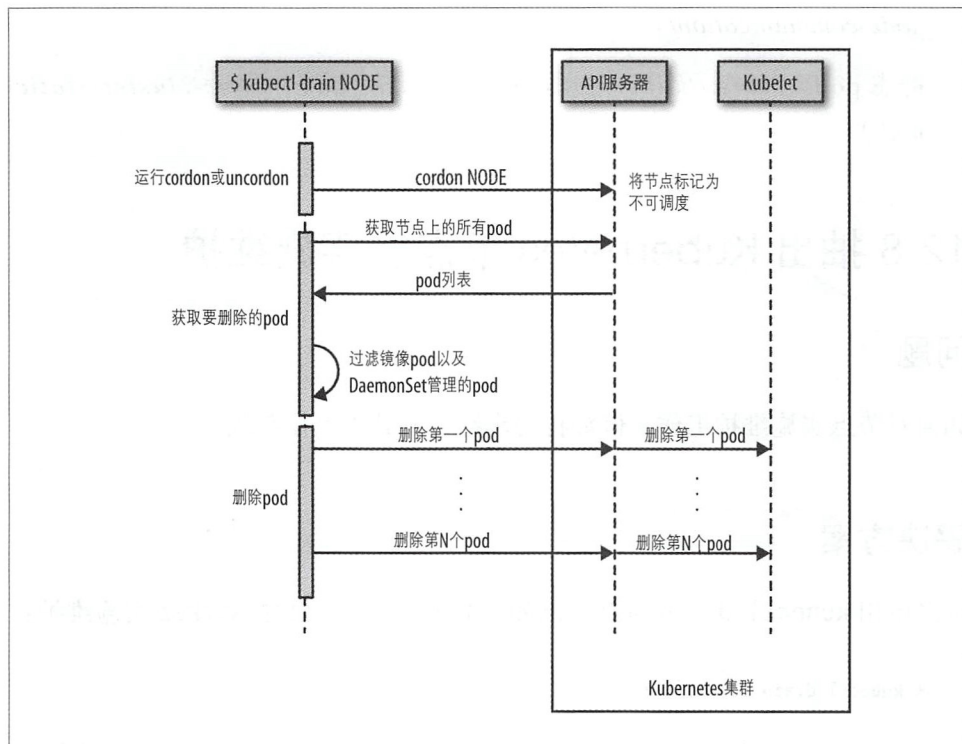 $ kubectl drain NODE
API服务器
Kubelet
运行cordon或uncordon
cordon NODE
将节点标记为
不可调度
获取节点上的所有pod
pod列表
获取要删除的pod
过滤镜像pod以及
DaemonSet管理的pod
删除第一个pod
删除第一个pod
删除pod
删除第N个pod
删除第N个pod
Kubernetes集群